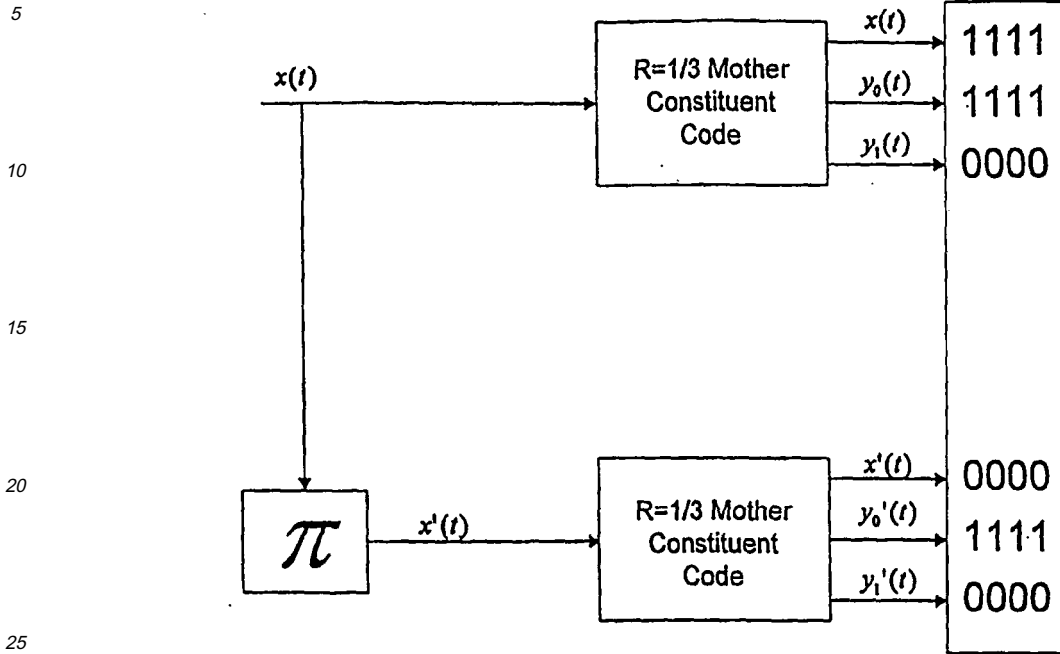 5
x(t)
1111
R=1/3 Mother
Constituent
Code
x(t)
y₀(t)
1111
y₁(t)
0000
10
15
x'(t)
0000
20
R=1/3 Mother
Constituent
Code
π
x'(t)
y₀'(t)
1111
y₁'(t)
0000
25